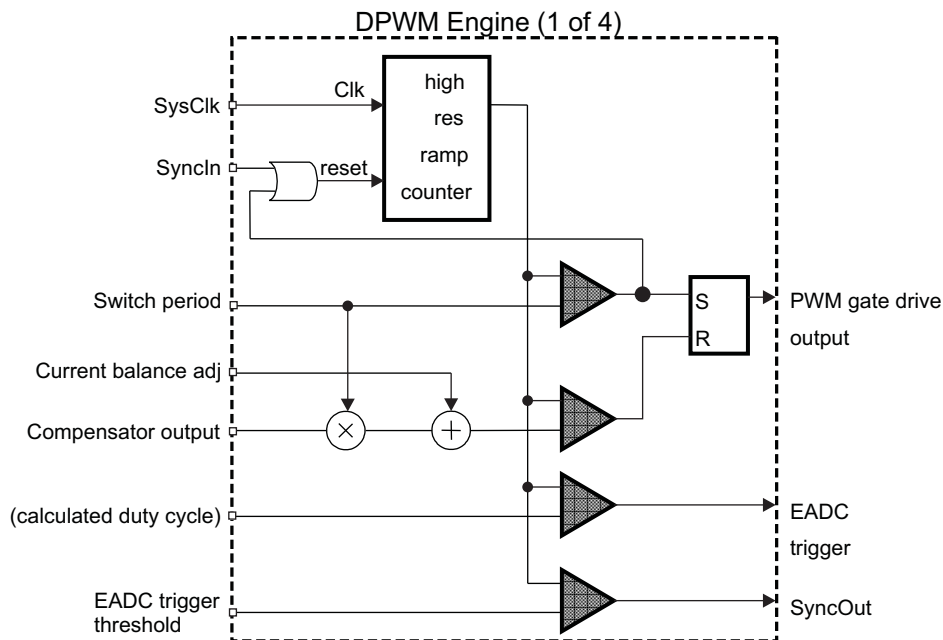 DPWM Engine (1 of 4)
SysClk
Clk
high
res
ramp
counter
SyncIn
reset
Switch period
S
R
PWM gate drive
output
Current balance adj
Compensator output
×
+
(calculated duty cycle)
EADC
trigger
EADC trigger
threshold
SyncOut